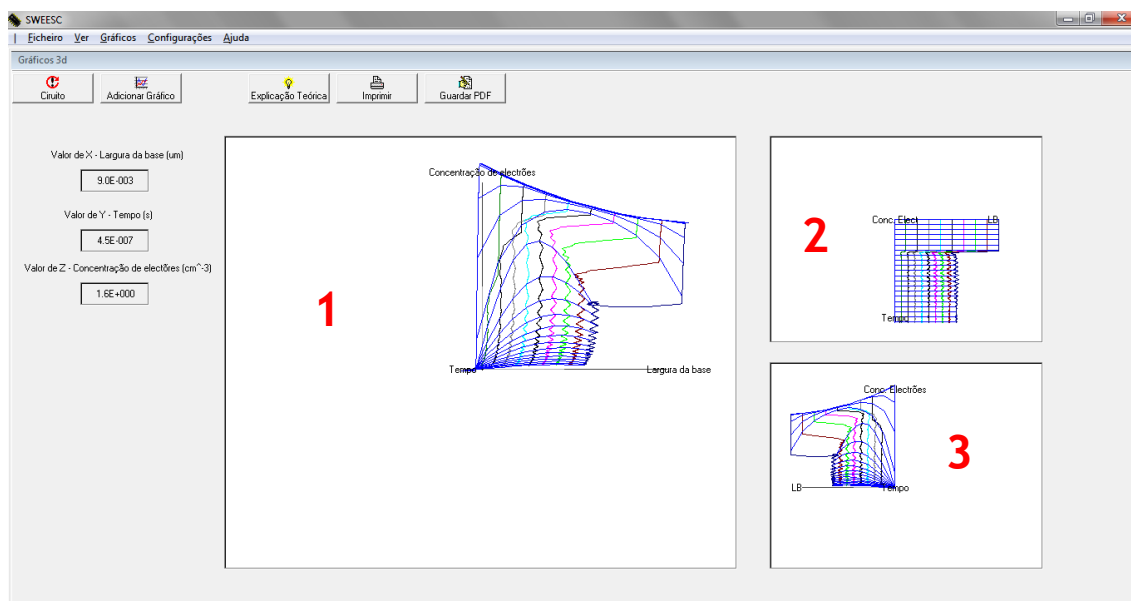 SWEESC
| Ficheiro Ver Gráficos Configurações Ajuda
Gráficos 3d
Ciruito
Adicionar Gráfico
Explicação Teórica
Imprimir
Guardar PDF
Valor de X - Largura da base (um)
9.0E-003
Valor de Y - Tempo (s)
4.5E-007
Valor de Z - Concentração de electrões (cm^-3)
1.6E+000
Concentração de electrões
1
Tempo
Largura da base
Conc. Elect
LB
2
Tempo
Conc. Electrões
3
LB
Tempo